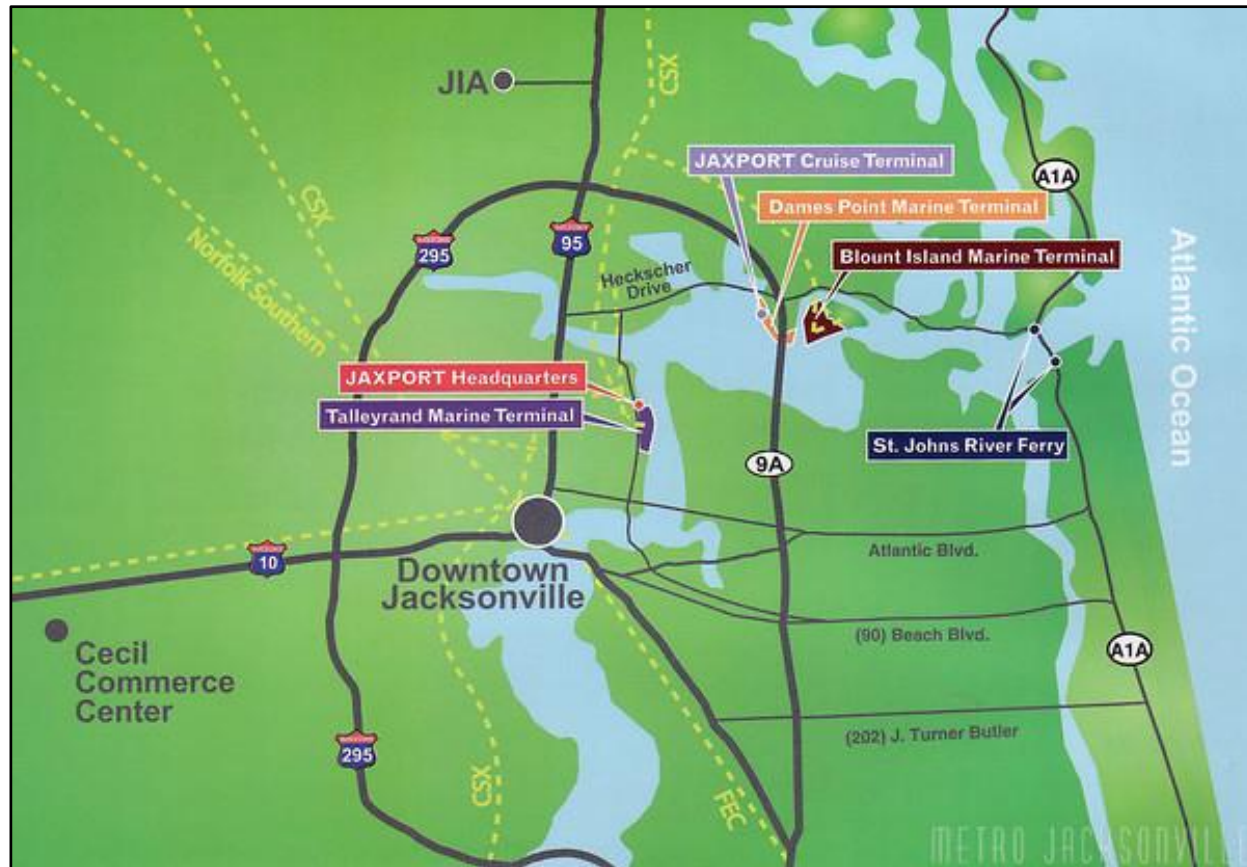 JIA
CSX
A1A
JAXPORT Cruise Terminal
CSX
Dames Point Marine Terminal
Norfolk Southern
295
95
Blount Island Marine Terminal
Heckscher
Drive
Atlantic Ocean
JAXPORT Headquarters
Talleyrand Marine Terminal
St. Johns River Ferry
9A
10
Atlantic Blvd.
Downtown
Jacksonville
(90) Beach Blvd.
Cecil
Commerce
Center
A1A
(202) J. Turner Butler
295
CSX
FEC
METRO JACKSONVILLE